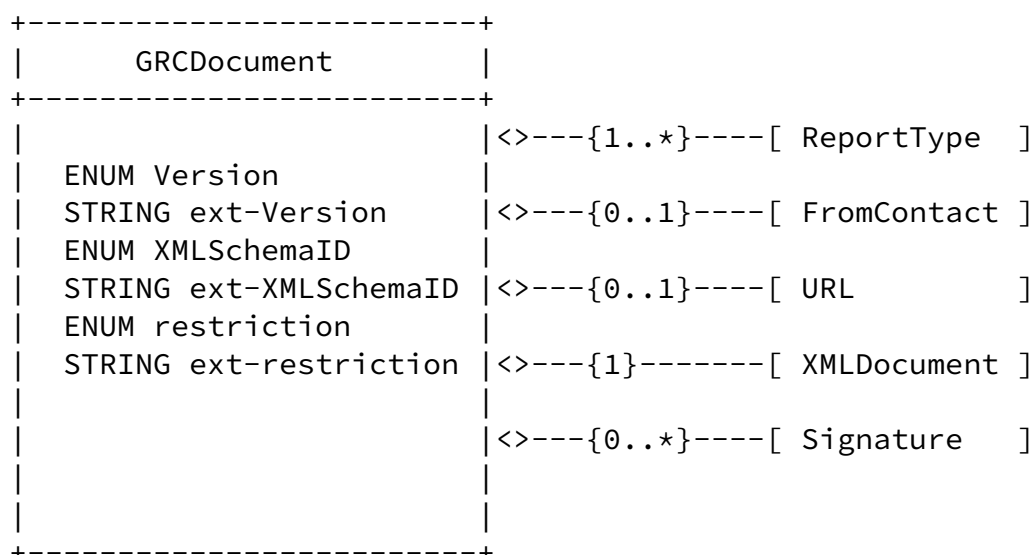 +-------------------------+
|      GRCDocument        |
+-------------------------+
|                         |<>---{1..*}----[ ReportType  ]
|  ENUM Version           |
|  STRING ext-Version     |<>---{0..1}----[ FromContact ]
|  ENUM XMLSchemaID       |
|  STRING ext-XMLSchemaID |<>---{0..1}----[ URL         ]
|  ENUM restriction       |
|  STRING ext-restriction |<>---{1}-------[ XMLDocument ]
|                         |
|                         |<>---{0..*}----[ Signature   ]
|                         |
|                         |
+-------------------------+